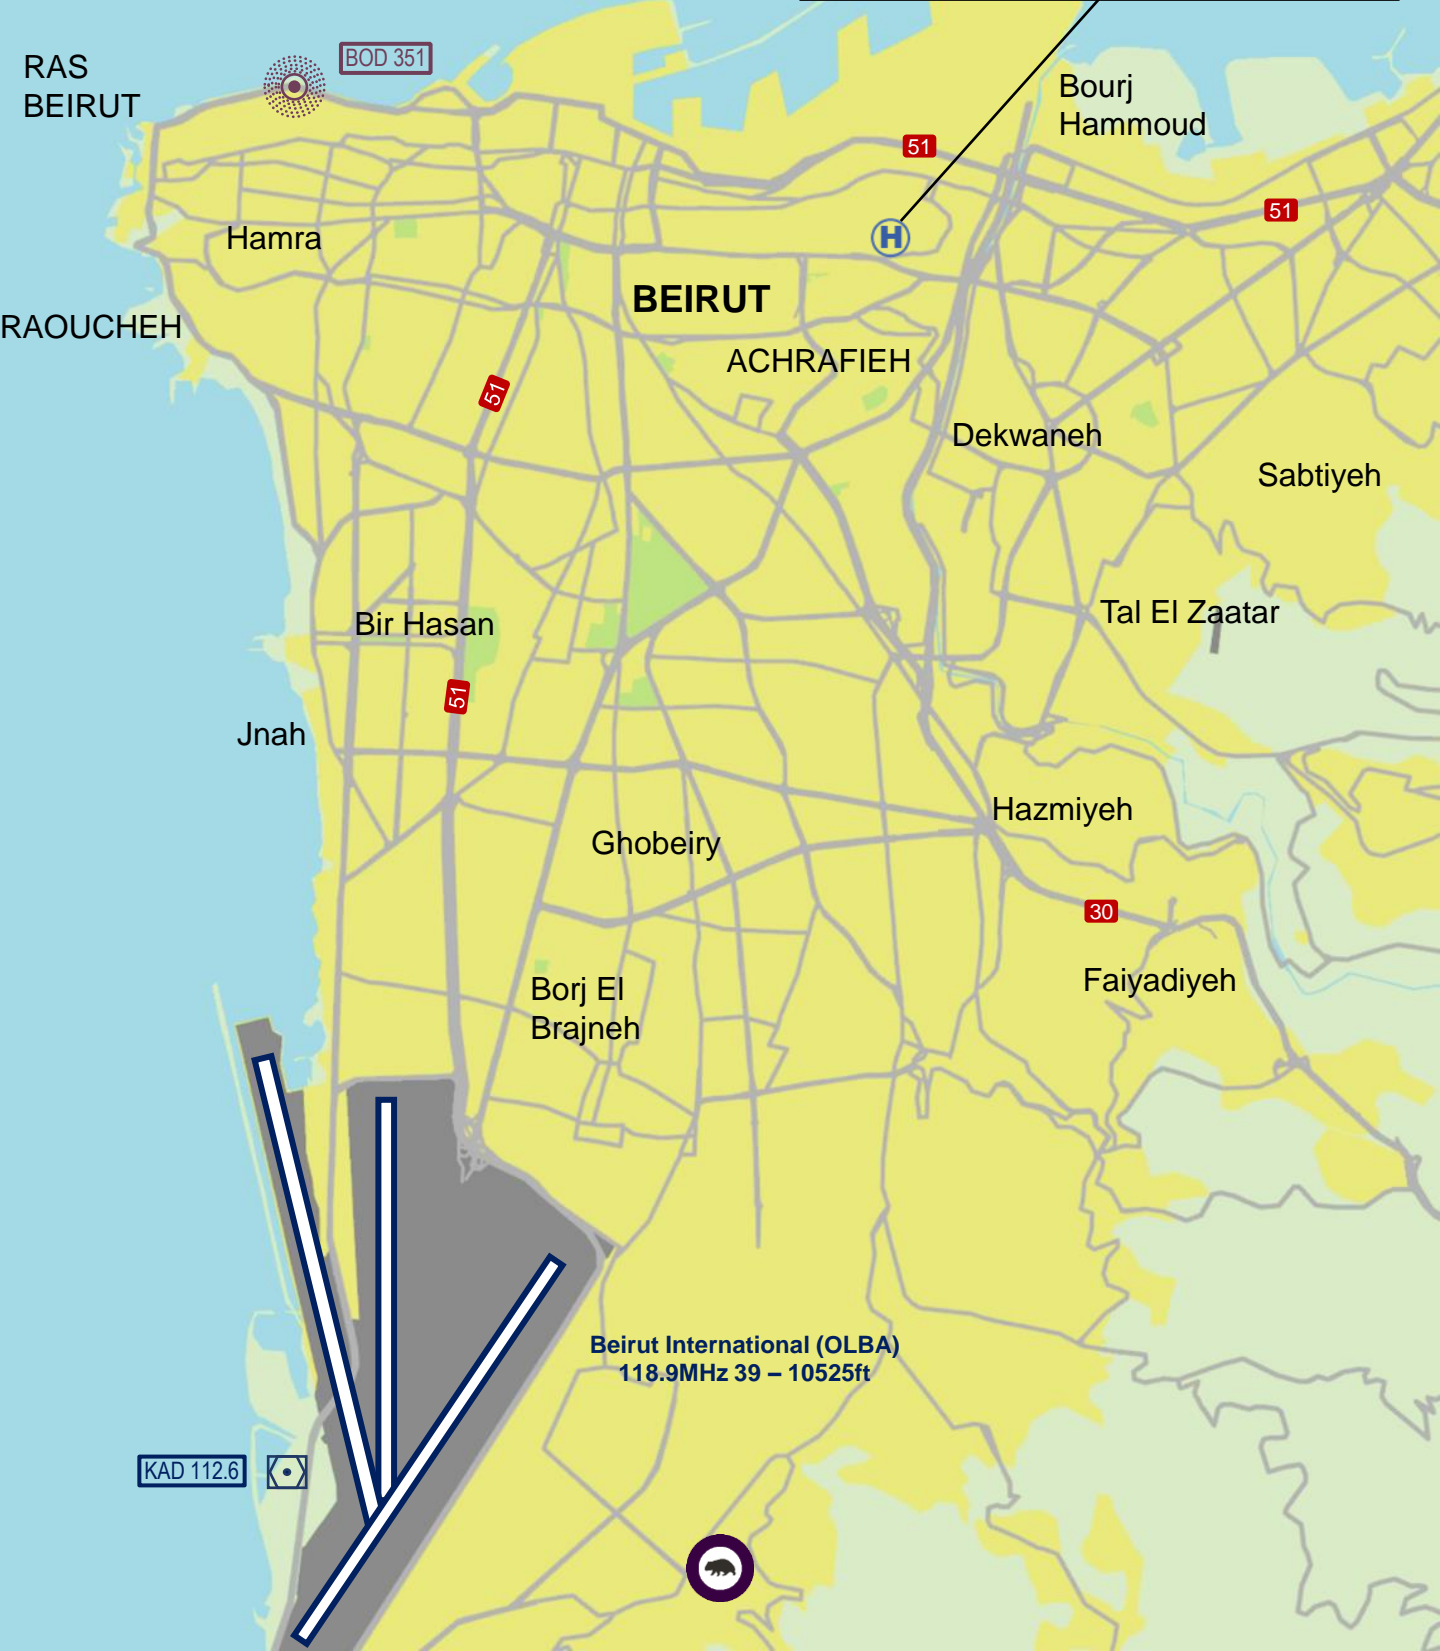 RAS
BEIRUT
BOD 351
Bourj
Hammoud
51
51
H
Hamra
BEIRUT
RAOUCHEH
ACHRAFIEH
51
Dekwaneh
Sabtiyeh
Tal El Zaatar
Bir Hasan
51
Jnah
Hazmiyeh
Ghobeiry
30
Faiyadiyeh
Borj El
Brajneh
Beirut International (OLBA)
118.9MHz 39 – 10525ft
KAD 112.6